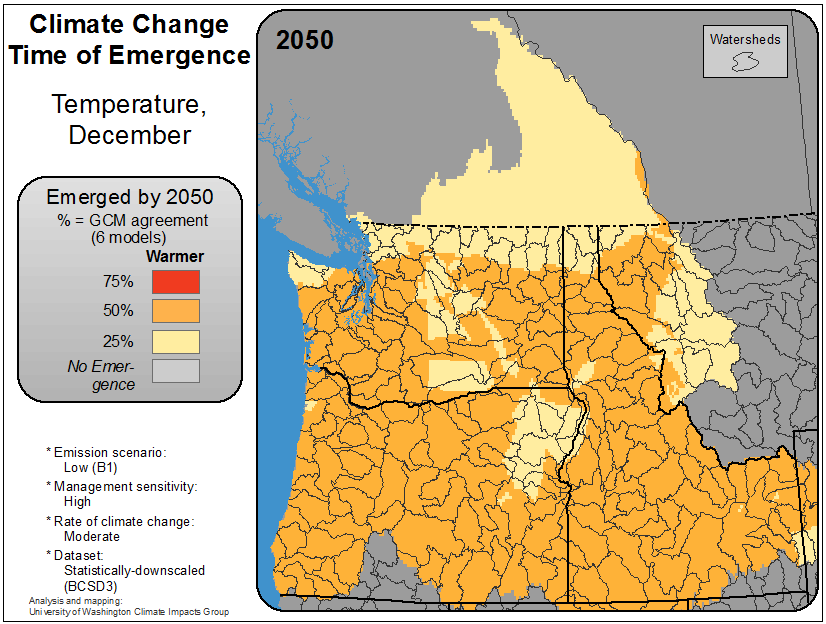 Climate Change
Time of Emergence
Temperature,
December
Emerged by 2050
% = GCM agreement
(6 models)
Warmer
75%
50%
25%
No Emer-
gence
* Emission scenario:
Low (B1)
* Management sensitivity:
High
* Rate of climate change:
Moderate
* Dataset:
Statistically-downscaled
(BCSD3)
Analysis and mapping:
University of Washington Climate Impacts Group
2050
Watersheds